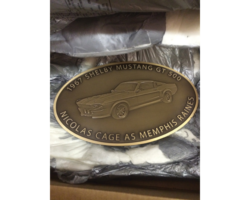 1967 SHELBY MUSTANG GT 500
NICOLAS CAGE AS MEMPHIS RAINES